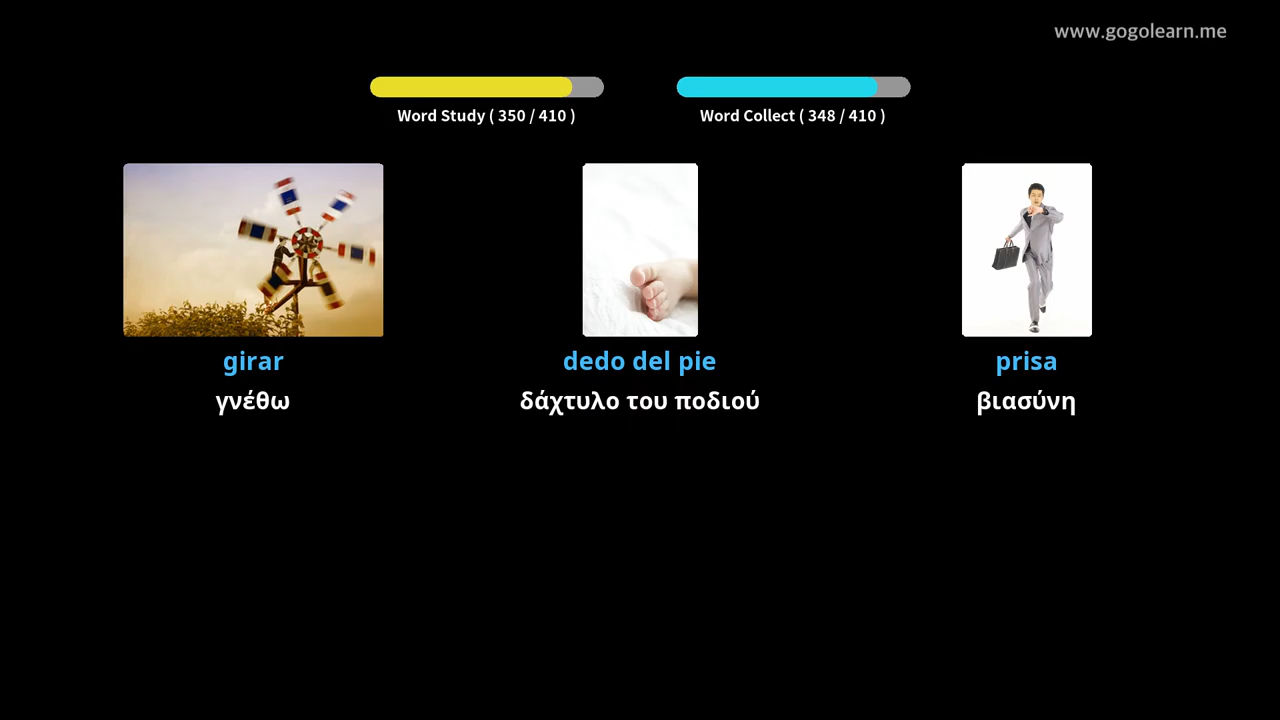 www.gogolearn.me
Word Study ( 350 / 410 )
Word Collect ( 348 / 410 )
girar
dedo del pie
prisa
γνέθω
δάχτυλο του ποδιού
βιασύνη